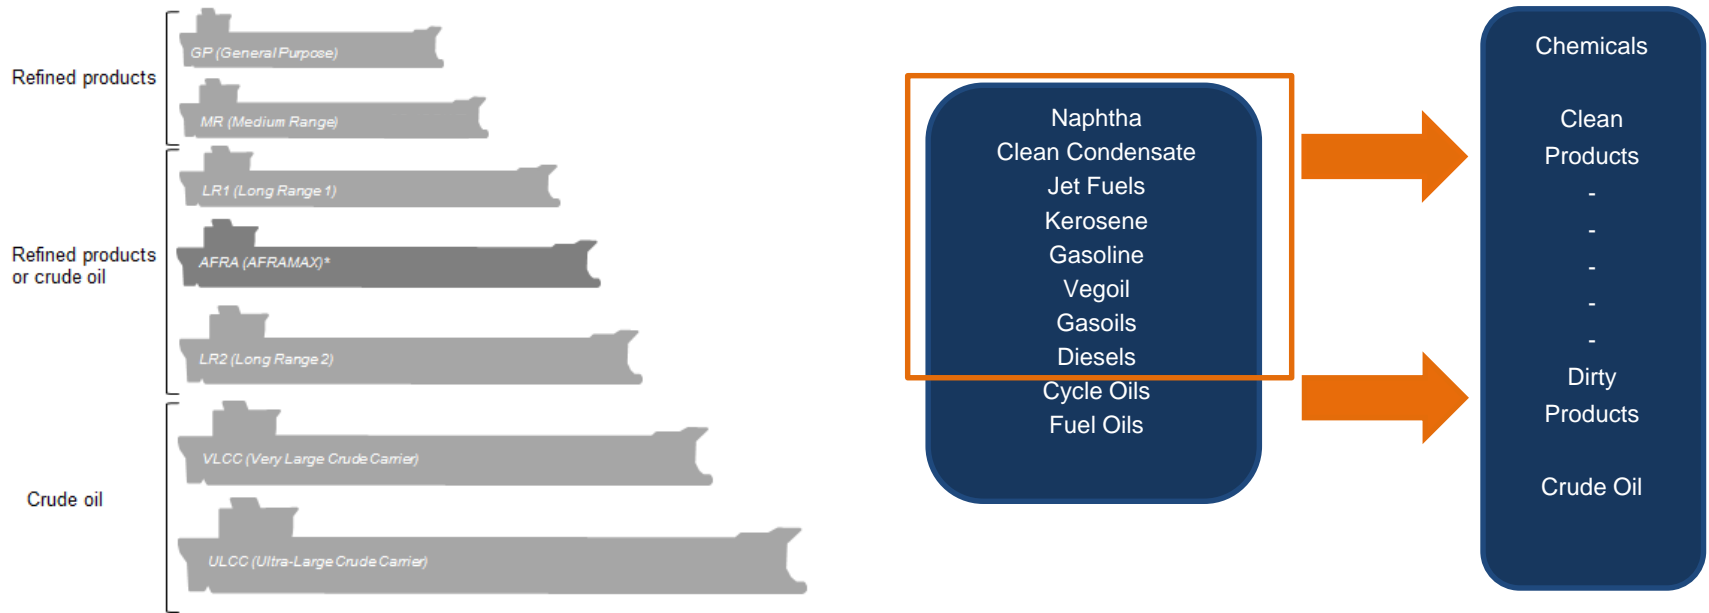 Refined products
GP (General Purpose)
MR (Medium Range)
Refined products
or crude oil
LR1 (Long Range 1)
AFRA (AFRAMAX)*
LR2 (Long Range 2)
Crude oil
VLCC (Very Large Crude Carrier)
ULCC (Ultra-Large Crude Carrier)
Naphtha
Clean Condensate
Jet Fuels
Kerosene
Gasoline
Vegoil
Gasoils
Diesels
Cycle Oils
Fuel Oils
Chemicals
Clean
Products
-
-
-
-
-
Dirty
Products
Crude Oil